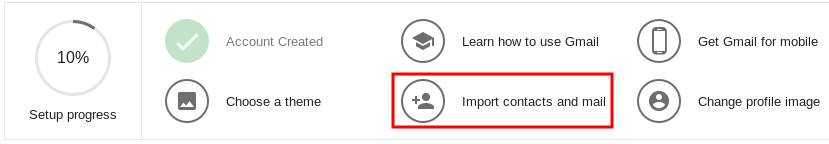 10%
Setup progress
Account Created
Learn how to use Gmail
Get Gmail for mobile
Choose a theme
Import contacts and mail
Change profile image